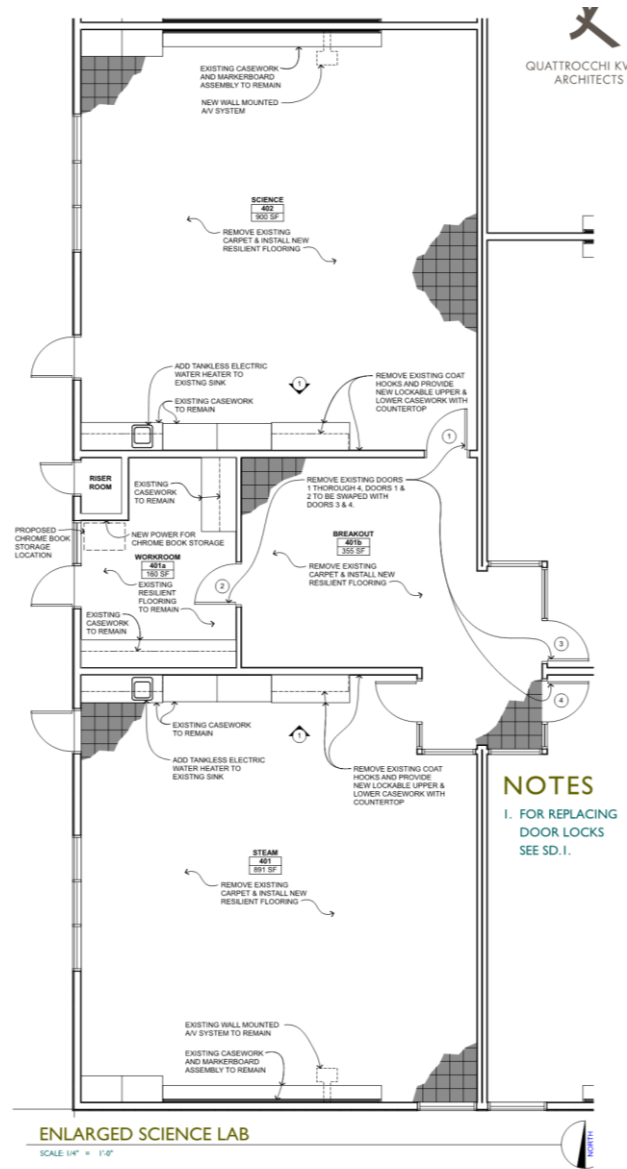 EXISTING CASEWORK
AND MARKERBOARD
ASSEMBLY TO REMAIN
NEW WALL MOUNTED
A/V SYSTEM
QUATTROCCHI KV
ARCHITECTS
SCIENCE
402
900 SF
REMOVE EXISTING
CARPET & INSTALL NEW
RESILIENT FLOORING
ADD TANKLESS ELECTRIC
WATER HEATER TO
EXISTNG SINK
EXISTING CASEWORK
TO REMAIN
1
REMOVE EXISTING COAT
HOOKS AND PROVIDE
NEW LOCKABLE UPPER &
LOWER CASEWORK WITH
COUNTERTOP
1
RISER
ROOM
EXISTING
CASEWORK
TO REMAIN
REMOVE EXISTING DOORS
1 THOROUGH 4, DOORS 1 &
2 TO BE SWAPED WITH
DOORS 3 & 4.
PROPOSED
CHROME BOOK
STORAGE
LOCATION
NEW POWER FOR
CHROME BOOK STORAGE
WORKROOM
401a
160 SF
EXISTING
RESILIENT
FLOORING
TO REMAIN
2
BREAKOUT
401b
355 SF
REMOVE EXISTING
CARPET & INSTALL NEW
RESILIENT FLOORING
EXISTING
CASEWORK
TO REMAIN
3
4
EXISTING CASEWORK
TO REMAIN
1
ADD TANKLESS ELECTRIC
WATER HEATER TO
EXISTNG SINK
REMOVE EXISTING COAT
HOOKS AND PROVIDE
NEW LOCKABLE UPPER &
LOWER CASEWORK WITH
COUNTERTOP
NOTES
1. FOR REPLACING
DOOR LOCKS
SEE SD.1.
STEAM
401
891 SF
REMOVE EXISTING
CARPET & INSTALL NEW
RESILIENT FLOORING
EXISTING WALL MOUNTED
A/V SYSTEM TO REMAIN
EXISTING CASEWORK
AND MARKERBOARD
ASSEMBLY TO REMAIN
ENLARGED SCIENCE LAB
SCALE: 1/4" = 1'-0"
NORTH